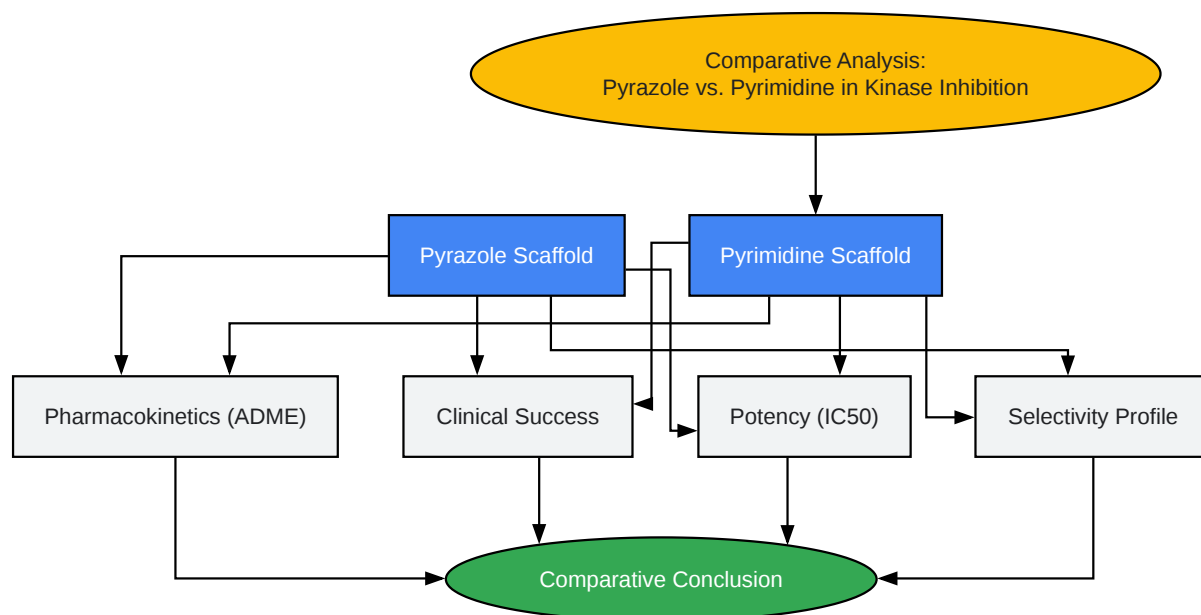 Comparative Analysis:
Pyrazole vs. Pyrimidine in Kinase Inhibition
Pyrazole Scaffold
Pyrimidine Scaffold
Pharmacokinetics (ADME)
Clinical Success
Potency (IC50)
Selectivity Profile
Comparative Conclusion